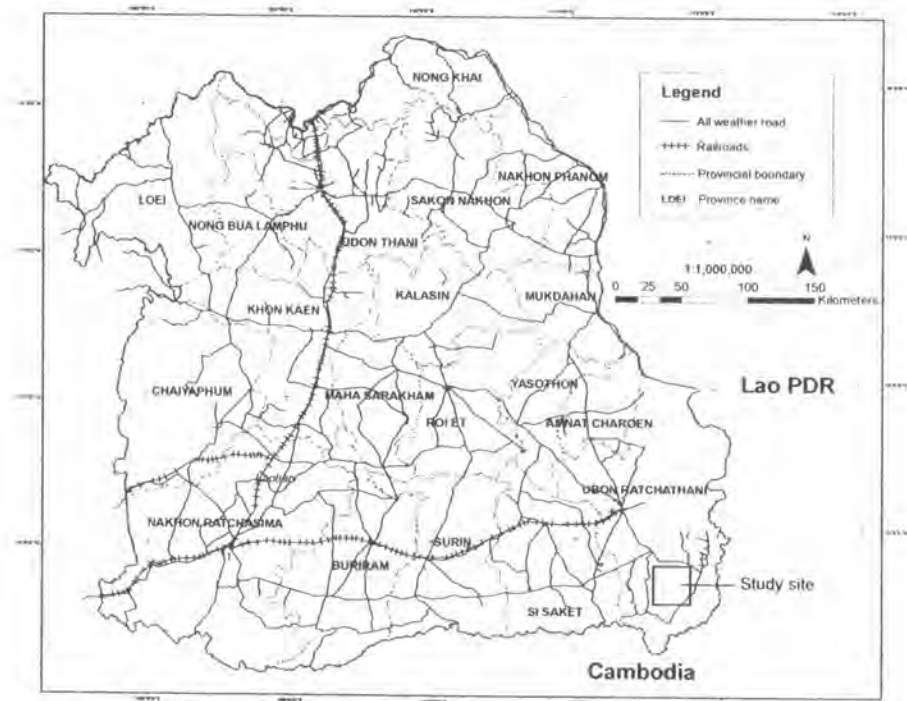 NONG KHAI
Legend
All weather road
Railroads
Provincial boundary
LOEI Province name
NAKHON PHANOM
LOEI
SAKON NAKHON
NONG BUA LAMPHU
UDON THANI
N
1:1,000,000
0 25 50 100 150
Kilometers
KALASIN
MUKDAHAN
KHON KAEN
CHAIYAPHUM
MAHA SARAKHAM
YASOTHON
Lao PDR
ROI ET
AMNAT CHAROEN
UBON RATCHATHANI
NAKHON RATCHASIMA
SURIN
BURIRAM
Study site
SI SAKET
Cambodia